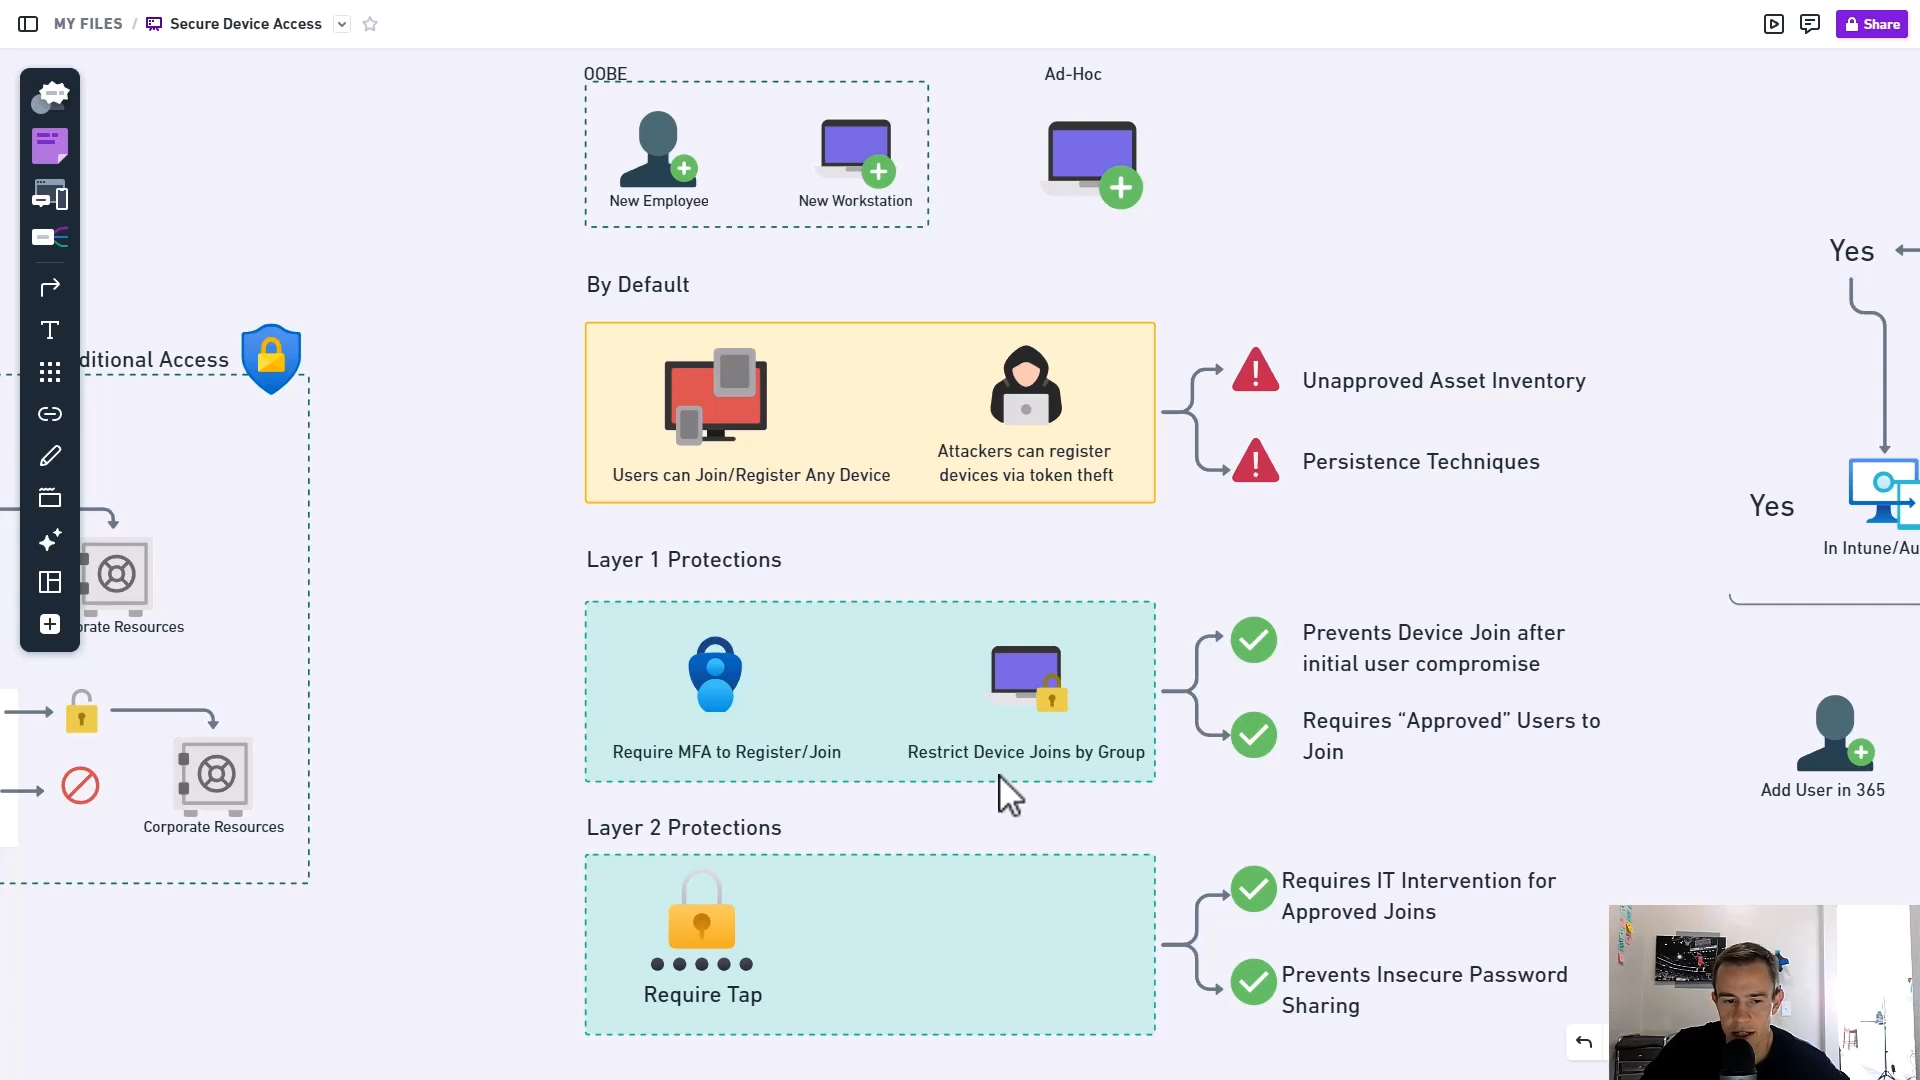 MY FILES / Secure Device Access
Share
OOBE
Ad-Hoc
New Employee
New Workstation
Yes
By Default
ditional Access
Users can Join/Register Any Device
Attackers can register
devices via token theft
Unapproved Asset Inventory
Persistence Techniques
Yes
In Intune/Au
Layer 1 Protections
orate Resources
Require MFA to Register/Join
Restrict Device Joins by Group
Prevents Device Join after
initial user compromise
Requires “Approved” Users to
Join
Add User in 365
Corporate Resources
Layer 2 Protections
Require Tap
Requires IT Intervention for
Approved Joins
Prevents Insecure Password
Sharing